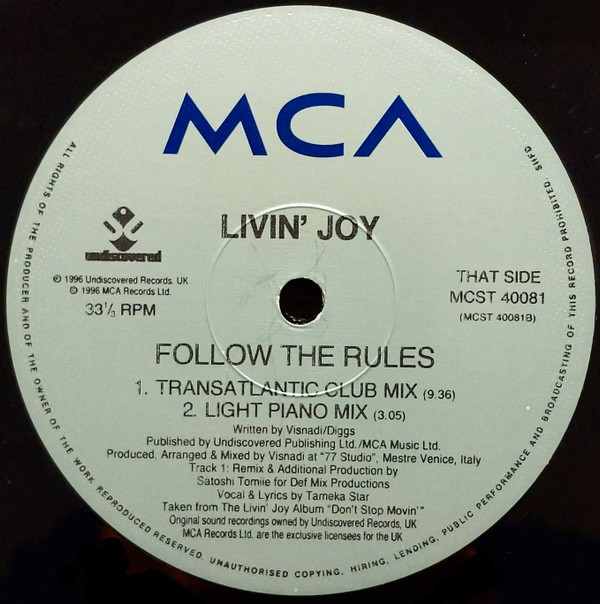 MCA
LIVIN' JOY
undiscovered
℗ 1996 Undiscovered Records, UK
© 1996 MCA Records Ltd.
33⅓ RPM
THAT SIDE
MCST 40081
(MCST 40081B)
FOLLOW THE RULES
1. TRANSATLANTIC CLUB MIX (9.36)
2. LIGHT PIANO MIX (3.05)
Written by Visnadi/Diggs
Published by Undiscovered Publishing Ltd./MCA Music Ltd.
Produced, Arranged & Mixed by Visnadi at "77 Studio", Mestre Venice, Italy
Track 1: Remix & Additional Production by
Satoshi Tomiie for Def Mix Productions
Vocal & Lyrics by Tameka Star
Taken from The Livin' Joy Album "Don't Stop Movin'"
Original sound recordings owned by Undiscovered Records, UK
MCA Records Ltd. are the exclusive licensees for the UK
ALL RIGHTS OF THE PRODUCER AND OF THE OWNER OF THE WORK REPRODUCED RESERVED. UNAUTHORISED COPYING, HIRING, LENDING, PUBLIC PERFORMANCE AND BROADCASTING OF THIS RECORD PROHIBITED.